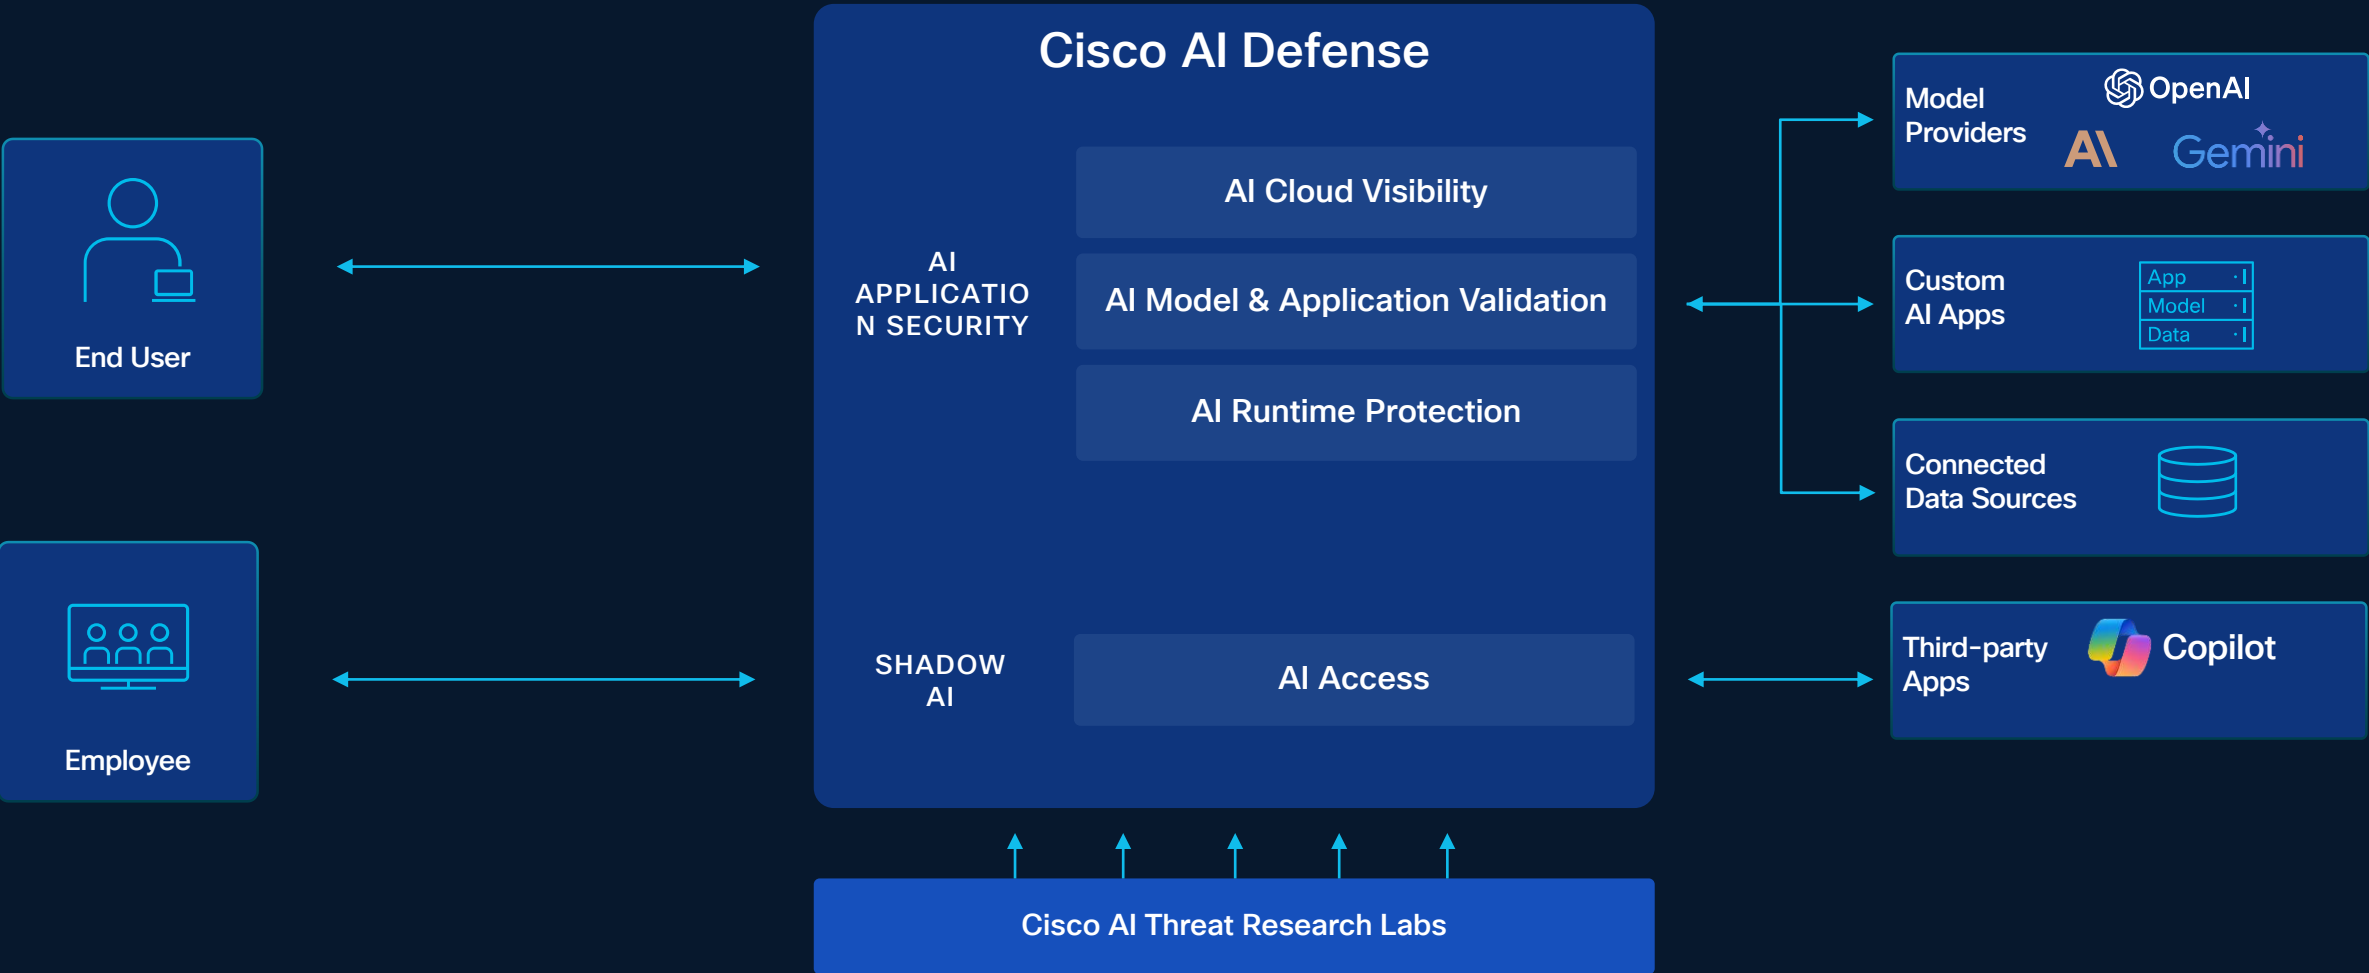 Cisco AI Defense
End User
Employee
AI
APPLICATIO
N SECURITY
AI Cloud Visibility
AI Model & Application Validation
AI Runtime Protection
SHADOW
AI
AI Access
Cisco AI Threat Research Labs
Model
Providers
OpenAI
A\
Gemini
Custom
AI Apps
App
Model
Data
Connected
Data Sources
Third-party
Apps
Copilot